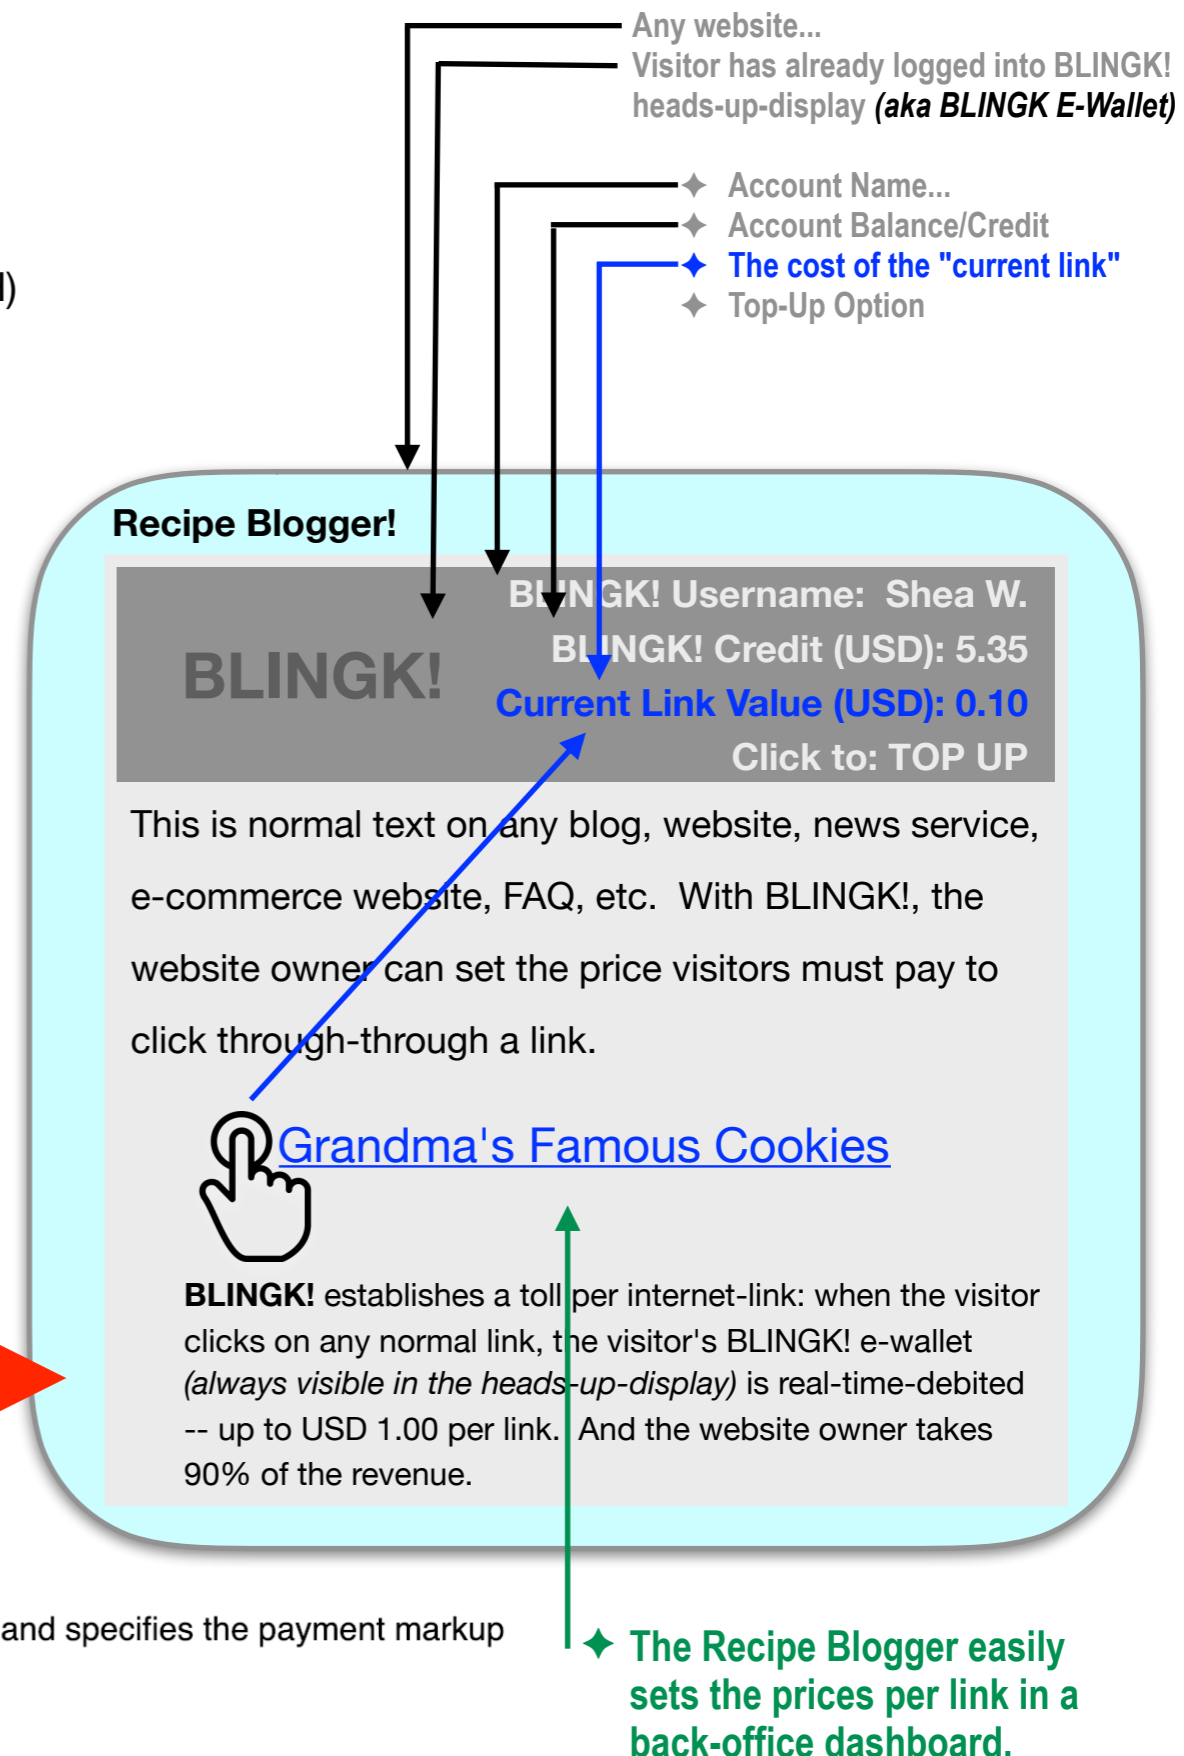 Any website...
Visitor has already logged into BLINGK!
heads-up-display (aka BLINGK E-Wallet)
Account Name...
Account Balance/Credit
The cost of the "current link"
Top-Up Option
Recipe Blogger!
BLINGK!
BLINGK! Username: Shea W.
BLINGK! Credit (USD): 5.35
Current Link Value (USD): 0.10
Click to: TOP UP
This is normal text on any blog, website, news service,
e-commerce website, FAQ, etc. With BLINGK!, the
website owner can set the price visitors must pay to
click through-through a link.
Grandma's Famous Cookies
BLINGK! establishes a toll per internet-link: when the visitor
clicks on any normal link, the visitor's BLINGK! e-wallet
(always visible in the heads-up-display) is real-time-debited
-- up to USD 1.00 per link. And the website owner takes
90% of the revenue.
and specifies the payment markup
The Recipe Blogger easily
sets the prices per link in a
back-office dashboard.